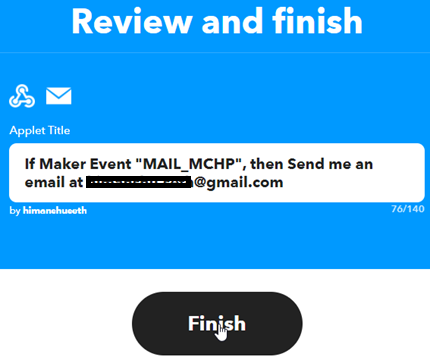 Review and finish
Applet Title
If Maker Event "MAIL_MCHP", then Send me an
email at @gmail.com
by
76/140
Finish